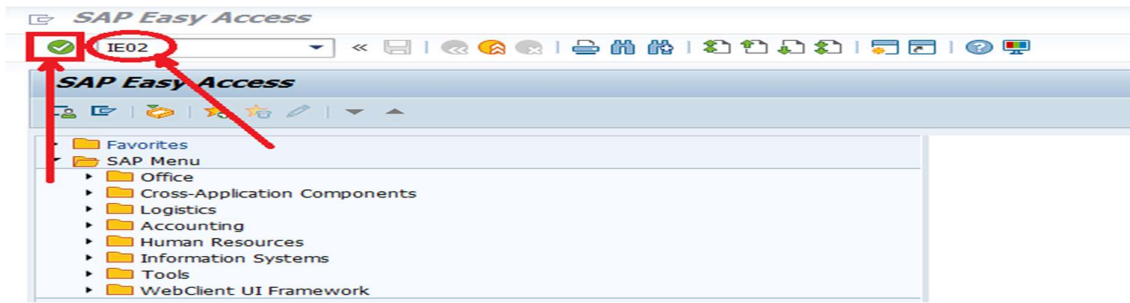 SAP Easy Access
IE02
SAP Easy Access
Favorites
SAP Menu
Office
Cross-Application Components
Logistics
Accounting
Human Resources
Information Systems
Tools
WebClient UI Framework